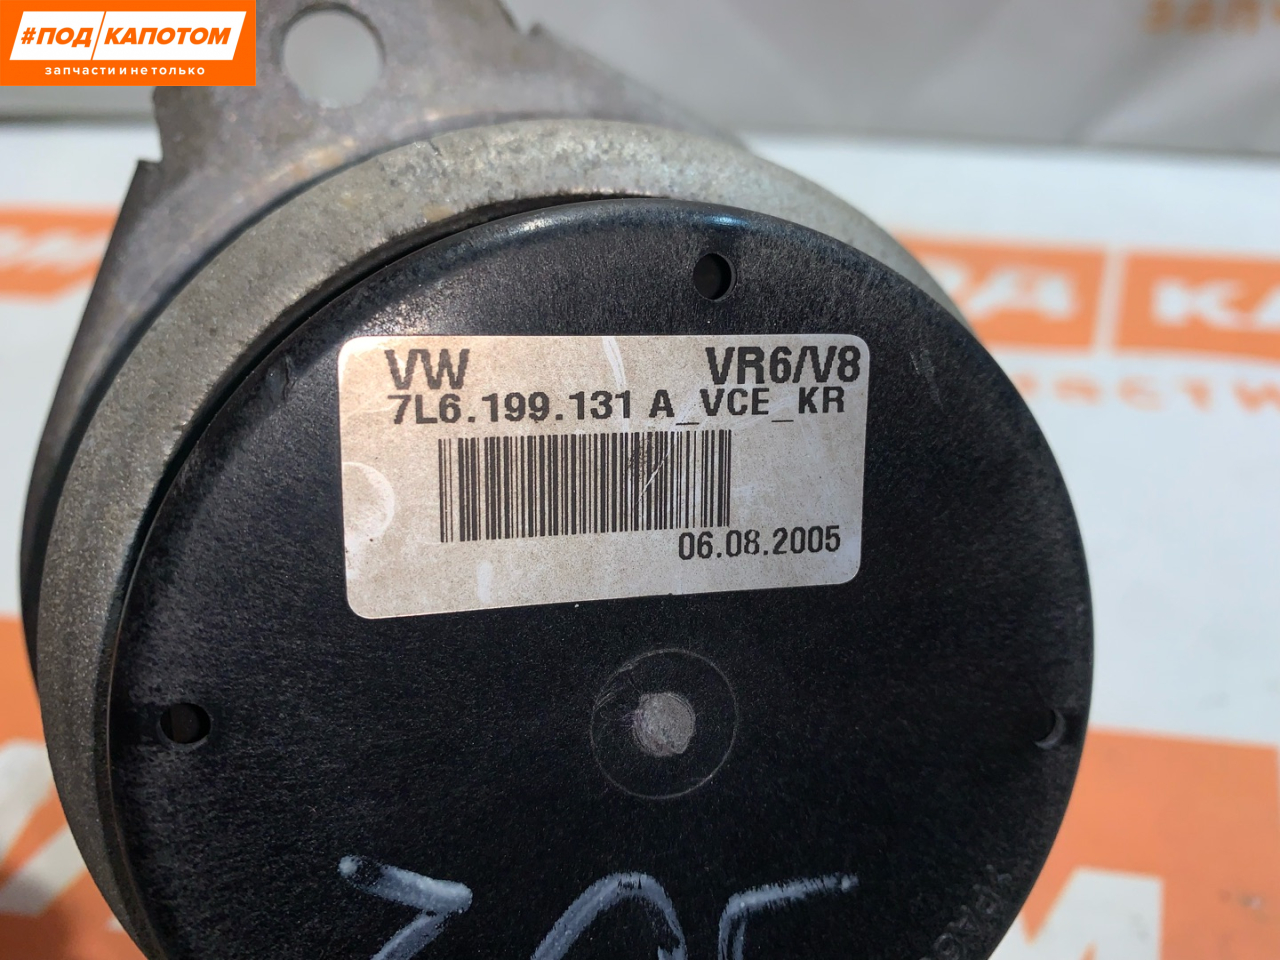 #ПОД КАПОТОМ
ЗАПЧАСТИ И НЕ ТОЛЬКО
VW VR6/V8
7L6.199.131 A_VCE_KR
06.08.2005